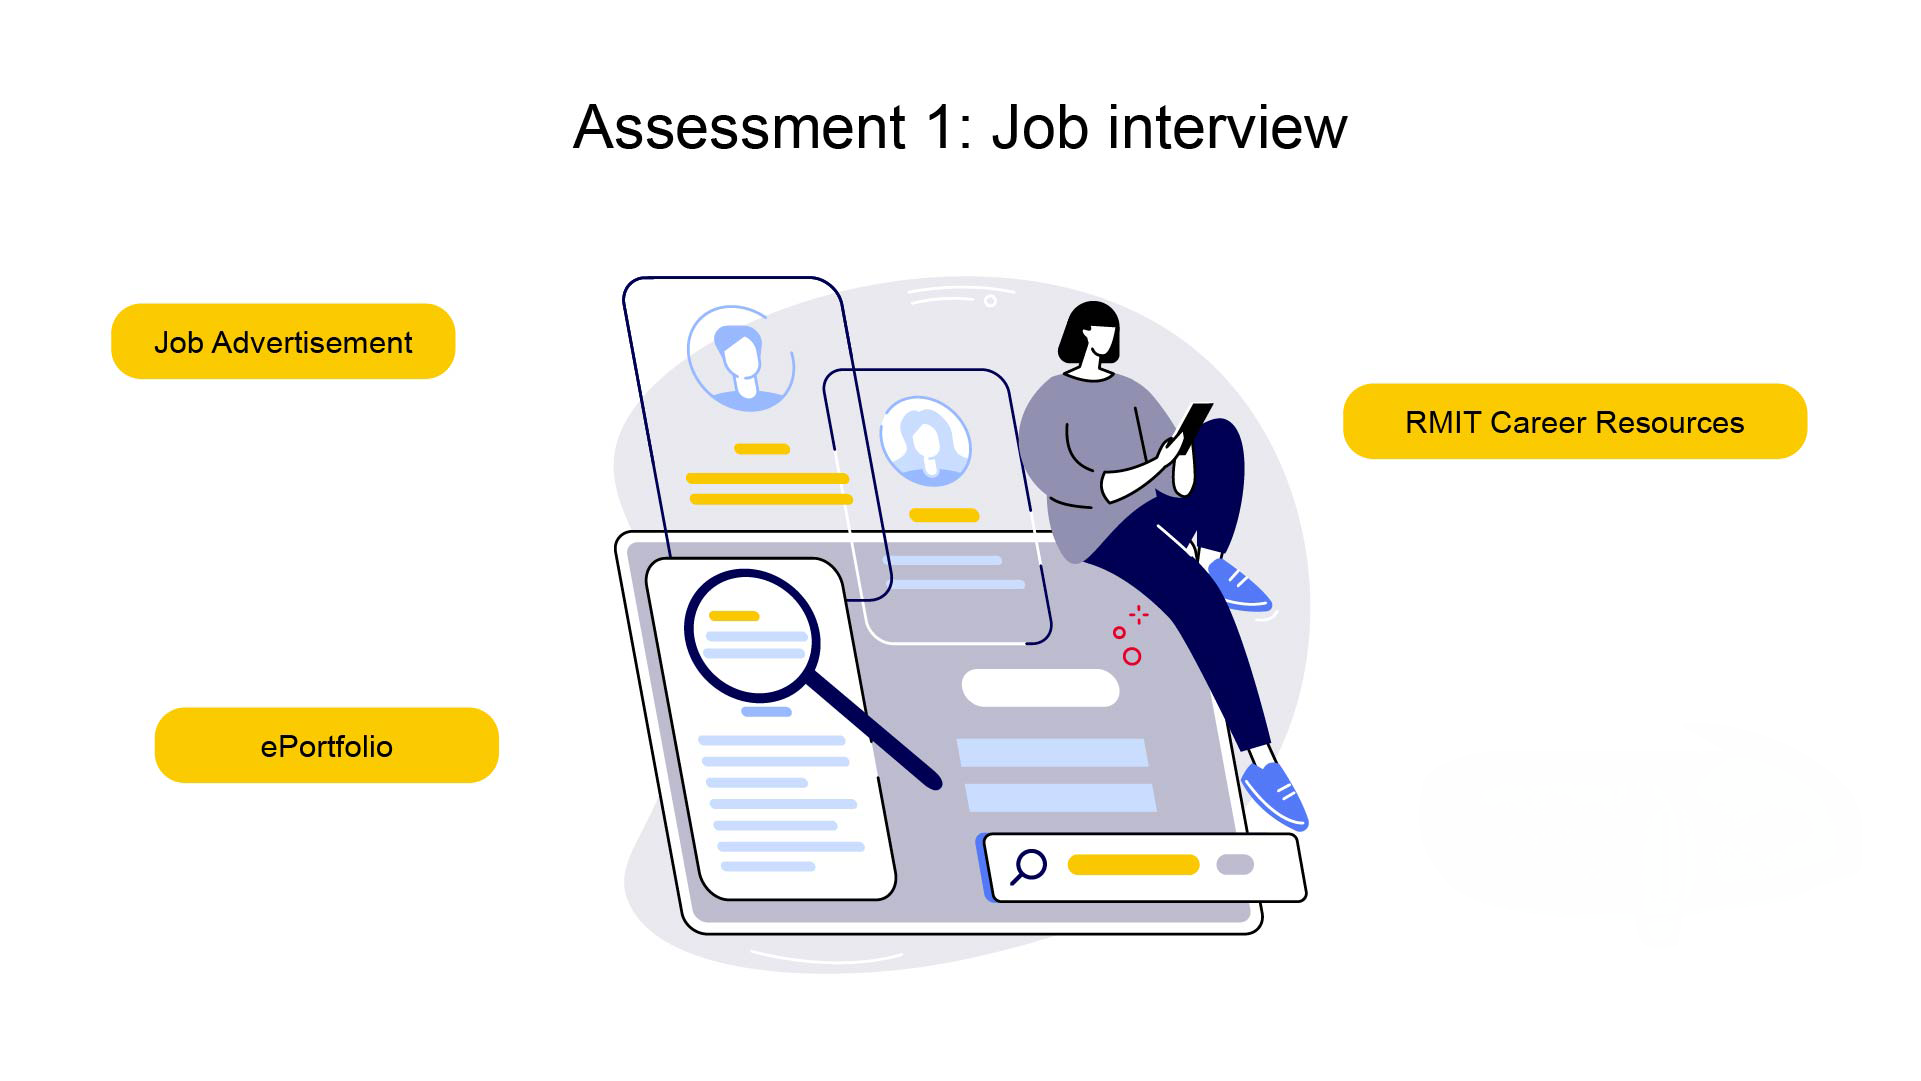 Assessment 1: Job interview
Job Advertisement
RMIT Career Resources
ePortfolio